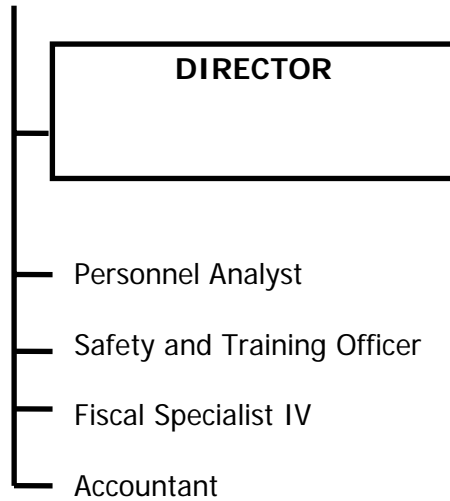 DIRECTOR
Personnel Analyst
Safety and Training Officer
Fiscal Specialist IV
Accountant